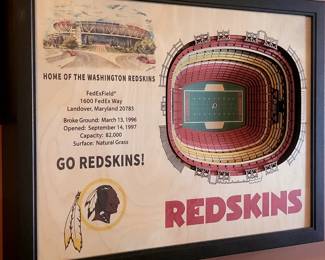 HOME OF THE WASHINGTON REDSKINS
FedExField®
1600 FedEx Way
Landover, Maryland 20785
Broke Ground: March 13, 1996
Opened: September 14, 1997
Capacity: 82,000
Surface: Natural Grass
GO REDSKINS!
REDSKINS